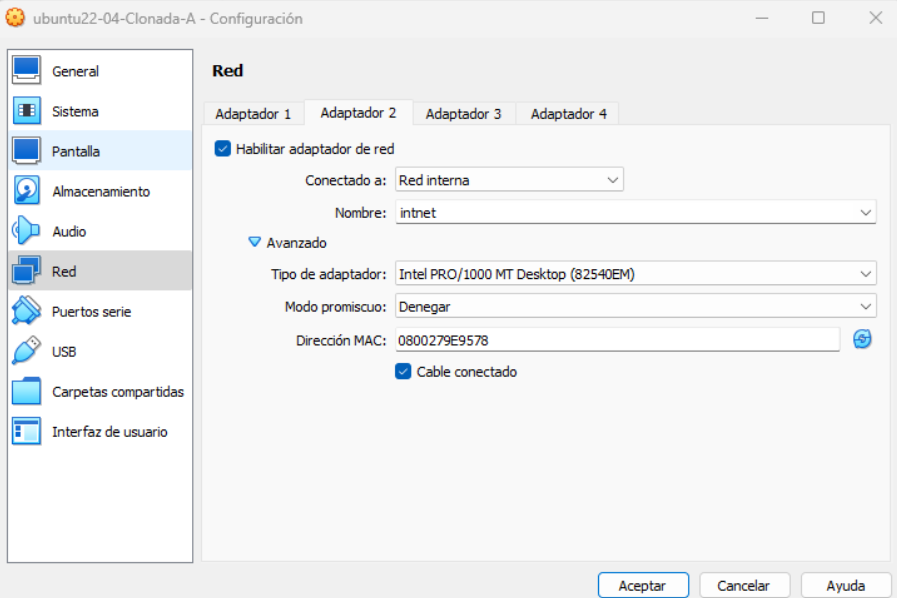 ubuntu22-04-Clonada-A - Configuración
General
Sistema
Pantalla
Almacenamiento
Audio
Red
Puertos serie
USB
Carpetas compartidas
Interfaz de usuario
Red
Adaptador 1 Adaptador 2 Adaptador 3 Adaptador 4
Habilitar adaptador de red
Conectado a: Red interna
Nombre: intnet
Avanzado
Tipo de adaptador: Intel PRO/1000 MT Desktop (82540EM)
Modo promiscuo: Denegar
Dirección MAC: 0800279E9578
Cable conectado
Aceptar Cancelar Ayuda